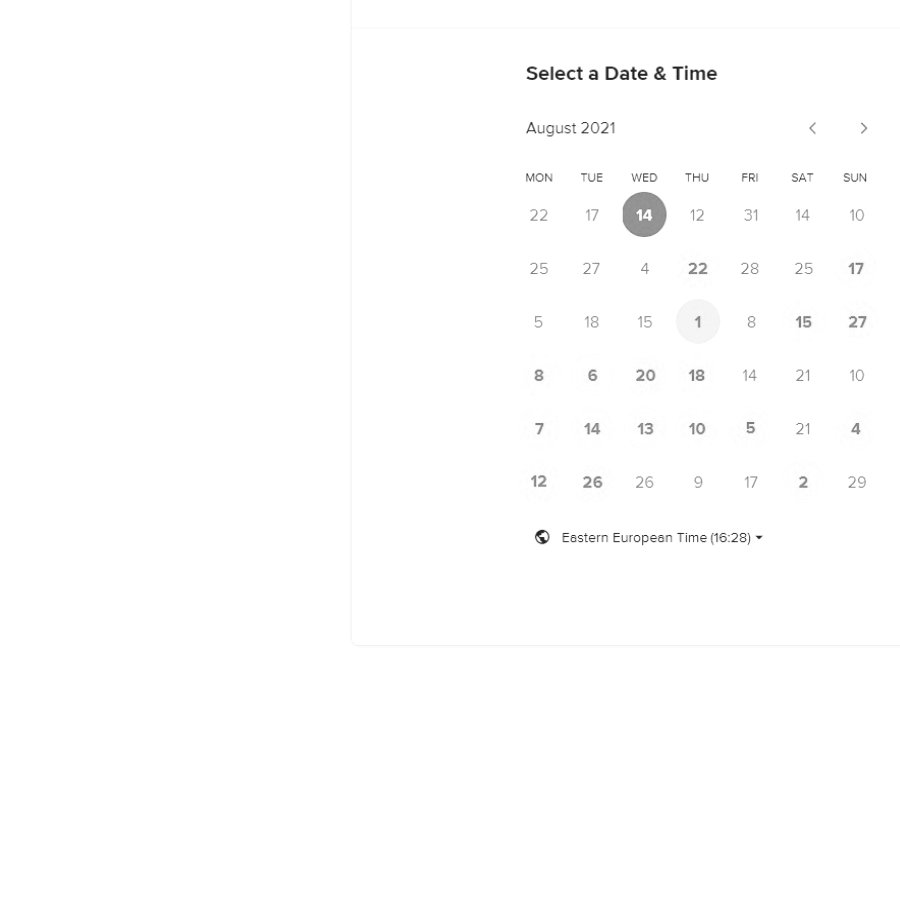 Select a Date & Time
August 2021
MON TUE WED THU FRI SAT SUN
22 17 14 12 31 14 10
25 27 4 22 28 25 17
5 18 15 1 8 15 27
8 6 20 18 14 21 10
7 14 13 10 5 21 4
12 26 26 9 17 2 29
Eastern European Time (16:28)